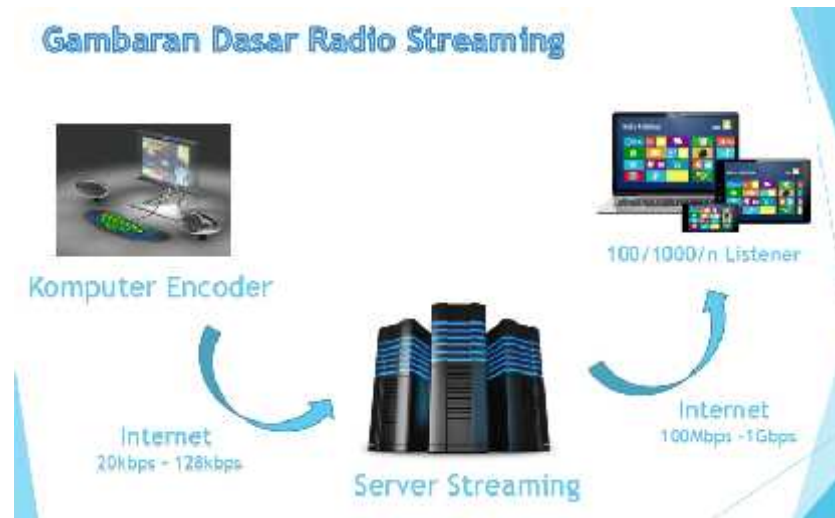 Gambaran Dasar Radio Streaming
100/1000/n Listener
Komputer Encoder
Internet
20kbps - 128kbps
Internet
100Mbps -1Gbps
Server Streaming